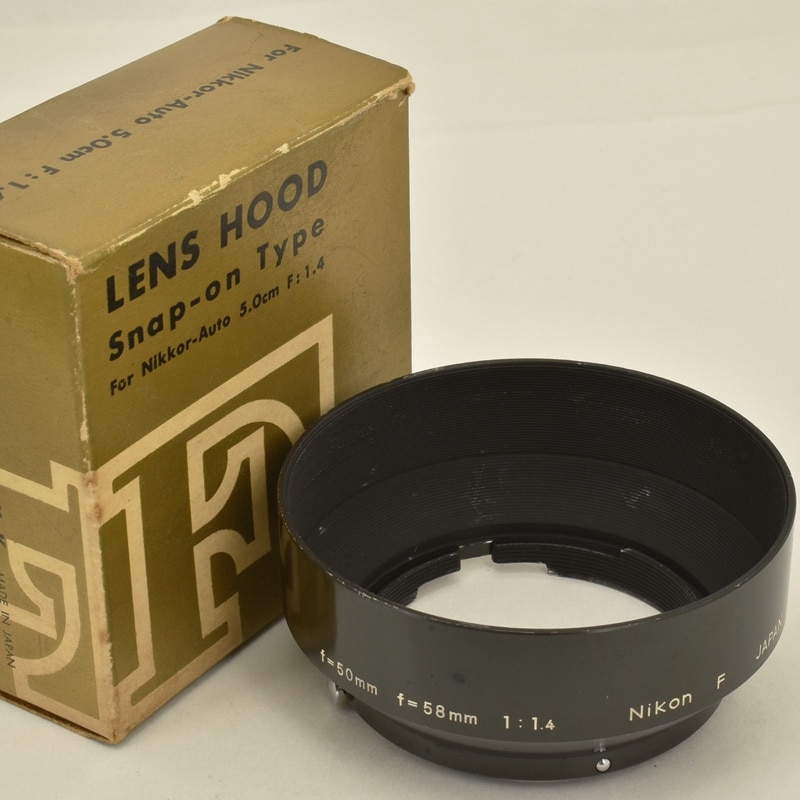 For Nikkor-Auto 5.0cm F:1.4
LENS HOOD
Snap-on Type
For Nikkor-Auto 5.0cm F:1.4
F
MADE IN JAPAN
f=50mm f=58mm 1:1.4 Nikon F JAPAN